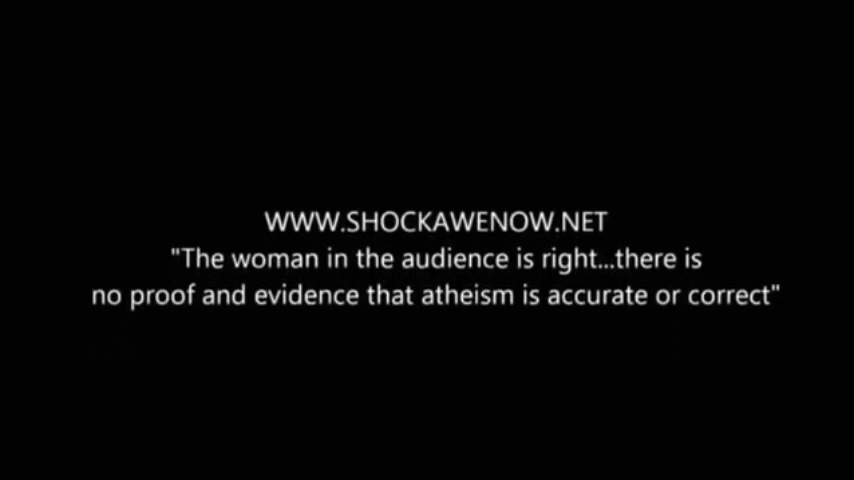 WWW.SHOCKAWENOW.NET
"The woman in the audience is right...there is
no proof and evidence that atheism is accurate or correct"